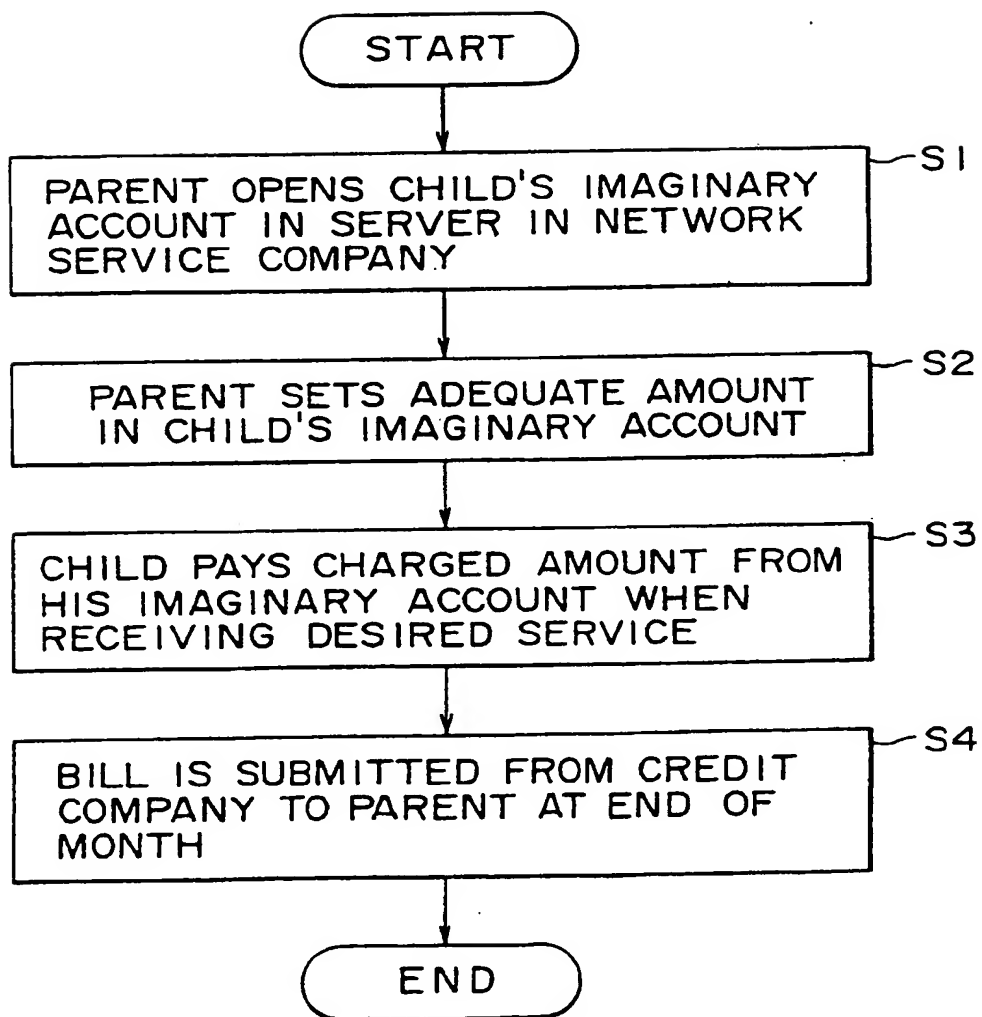 START
S1
PARENT OPENS CHILD'S IMAGINARY
ACCOUNT IN SERVER IN NETWORK
SERVICE COMPANY
S2
PARENT SETS ADEQUATE AMOUNT
IN CHILD'S IMAGINARY ACCOUNT
S3
CHILD PAYS CHARGED AMOUNT FROM
HIS IMAGINARY ACCOUNT WHEN
RECEIVING DESIRED SERVICE
S4
BILL IS SUBMITTED FROM CREDIT
COMPANY TO PARENT AT END OF
MONTH
END